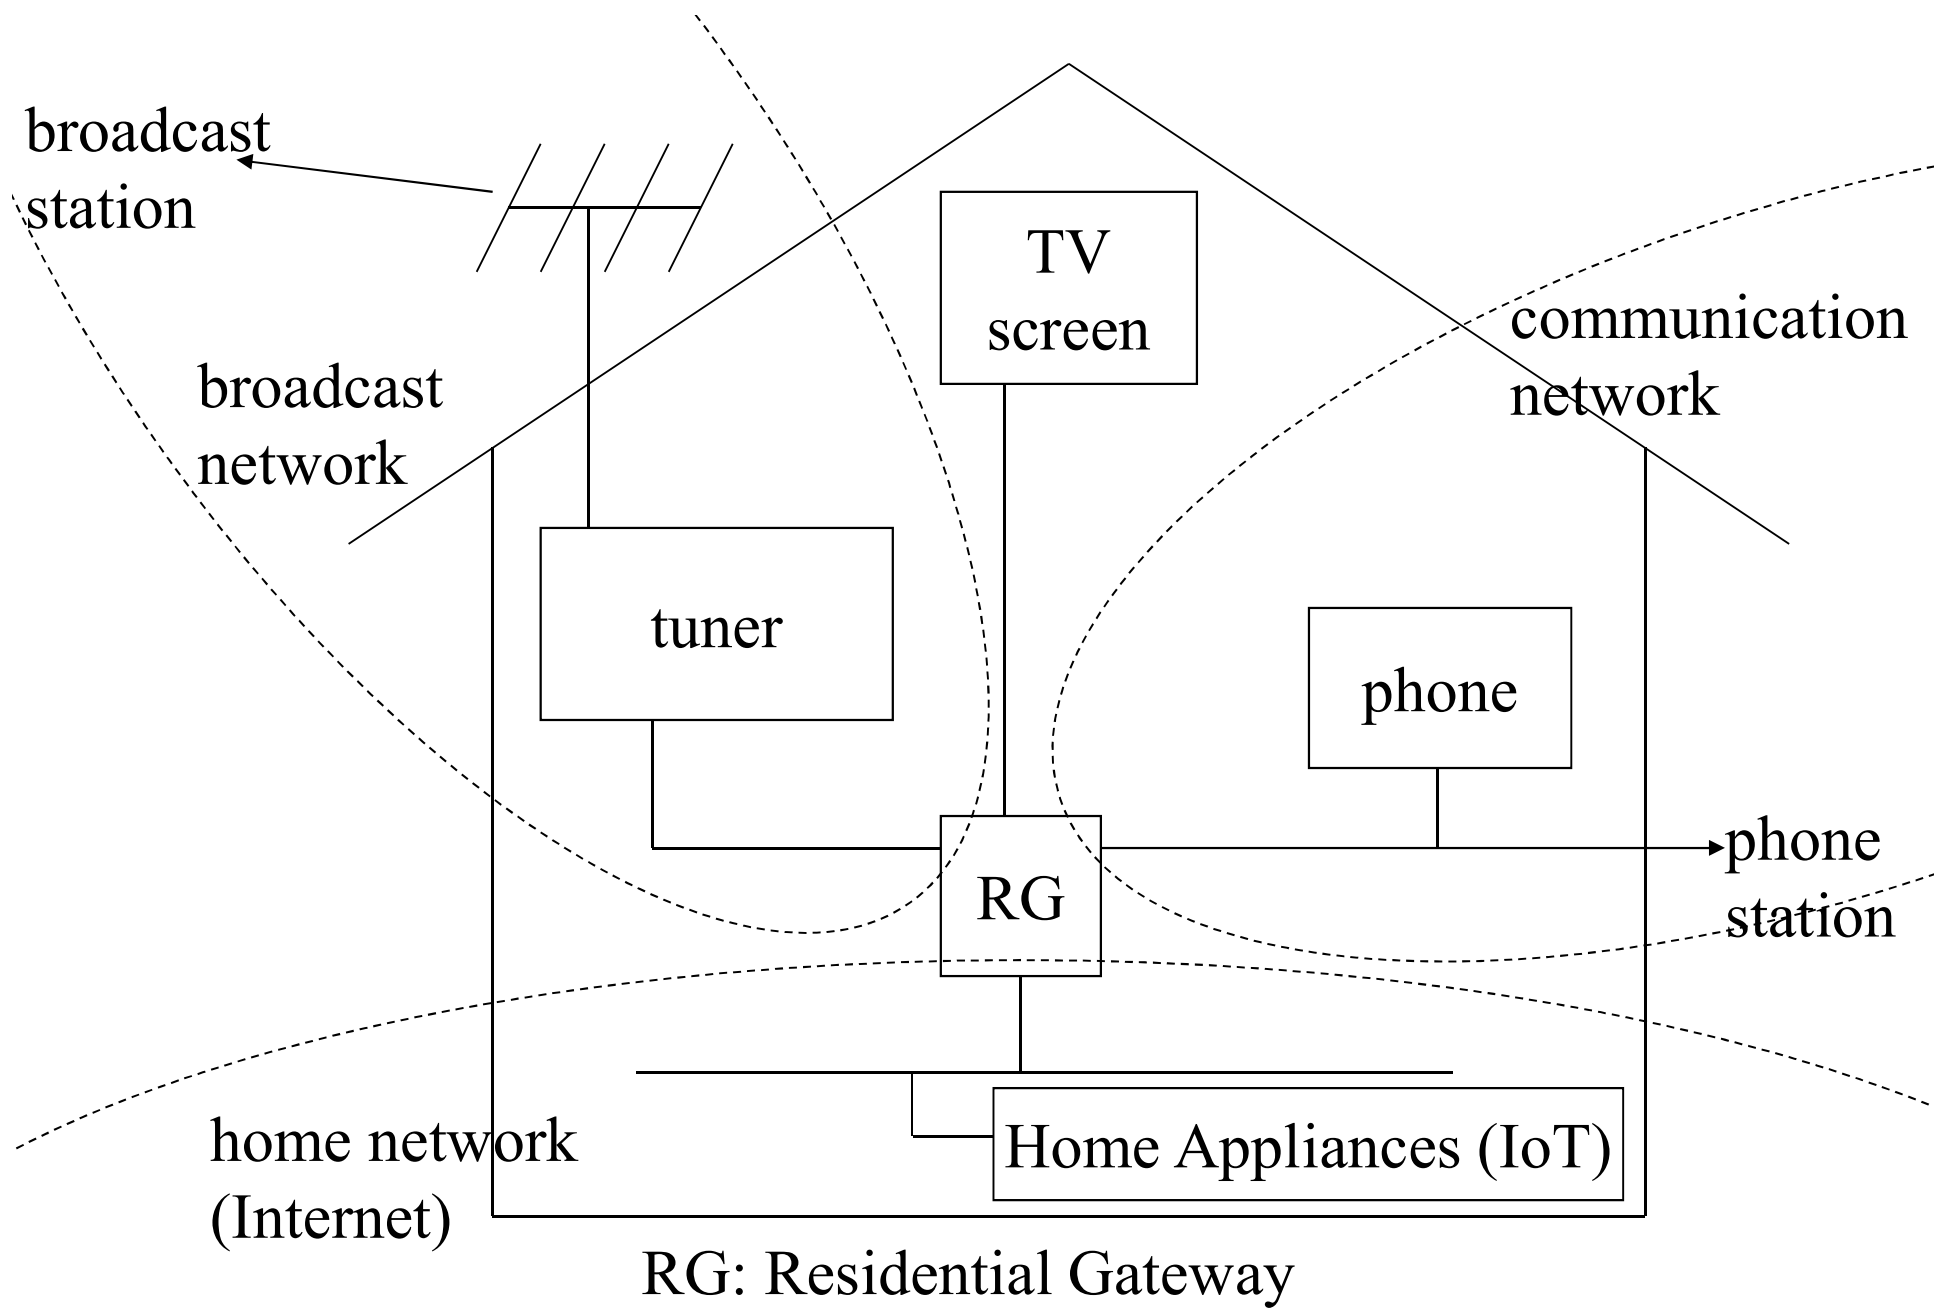 broadcast
station
TV
screen
communication
network
broadcast
network
tuner
phone
phone
station
RG
home network
(Internet)
Home Appliances (IoT)
RG: Residential Gateway